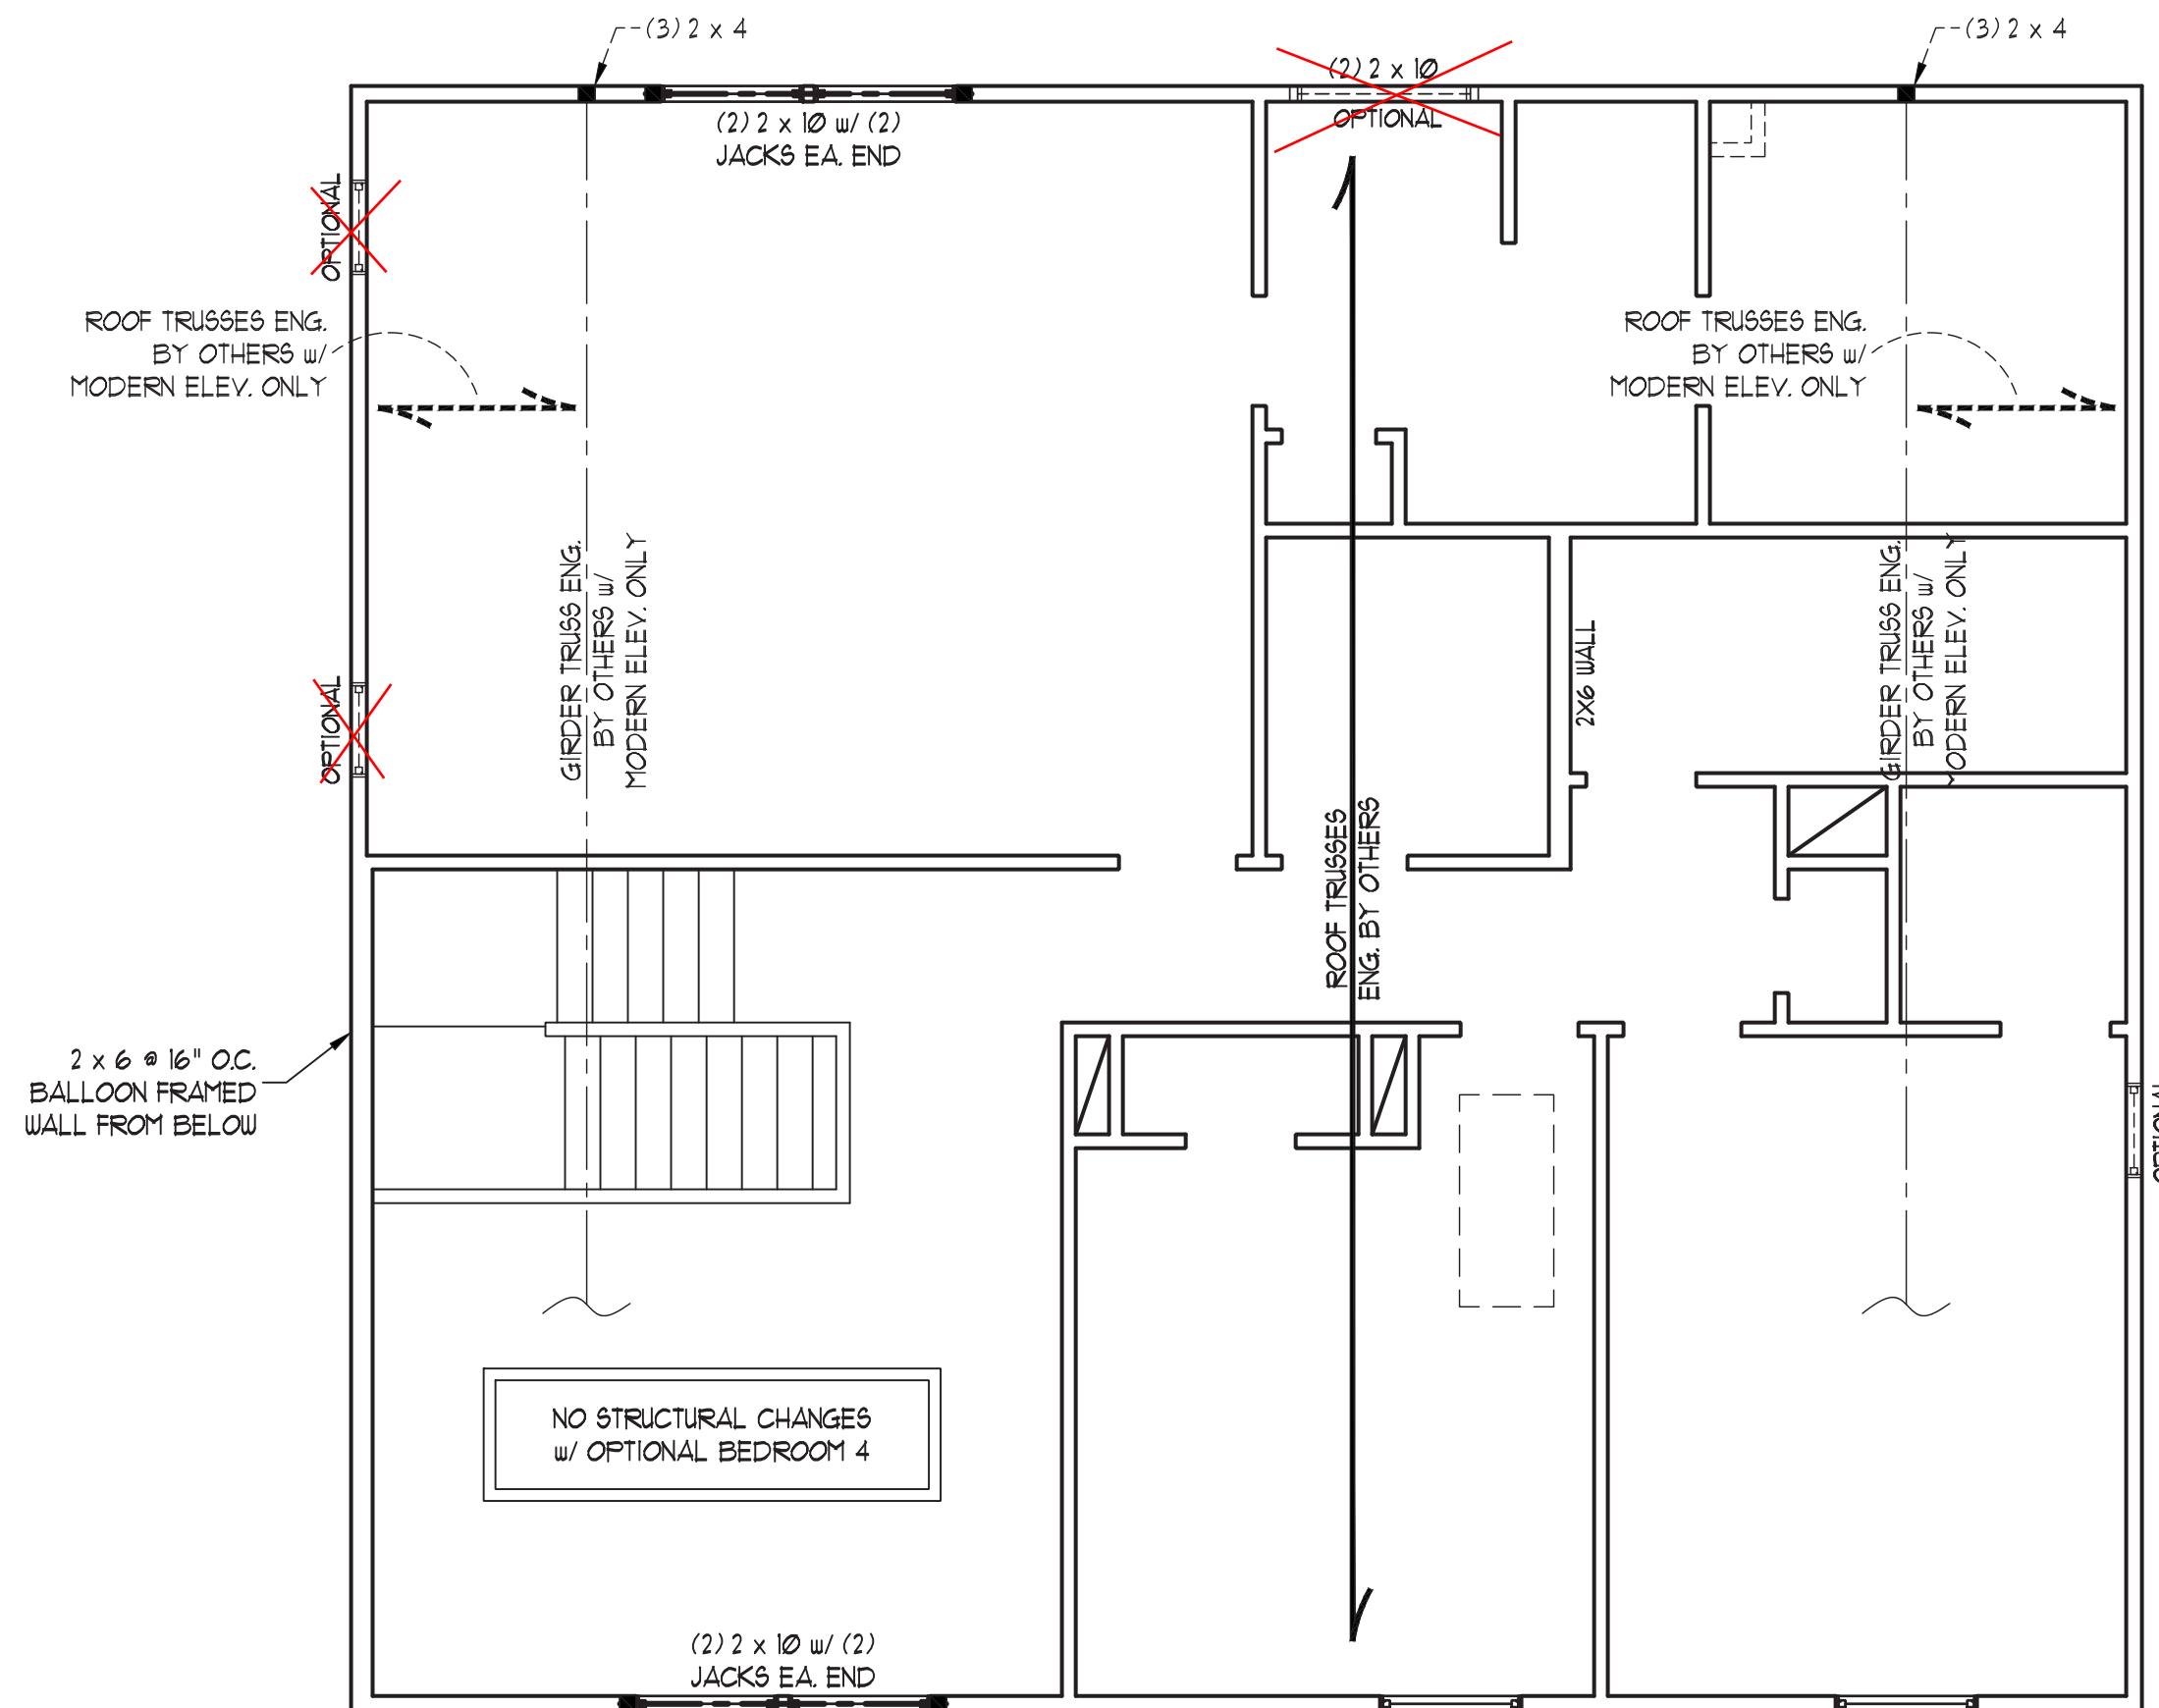 (3) 2 x 4
(3) 2 x 4
(2) 2 x 10
OPTIONAL
(2) 2 x 10 w/ (2)
JACKS EA. END
OPTIONAL
ROOF TRUSSES ENG.
BY OTHERS w/
MODERN ELEV. ONLY
ROOF TRUSSES ENG.
BY OTHERS w/
MODERN ELEV. ONLY
GIRDER TRUSS ENG.
BY OTHERS w/
MODERN ELEV. ONLY
2X6 WALL
GIRDER TRUSS ENG.
BY OTHERS w/
MODERN ELEV. ONLY
OPTIONAL
ROOF TRUSSES
ENG. BY OTHERS
2 x 6 @ 16" O.C.
BALLOON FRAMED
WALL FROM BELOW
OPTIONAL
NO STRUCTURAL CHANGES
w/ OPTIONAL BEDROOM 4
(2) 2 x 10 w/ (2)
JACKS EA. END